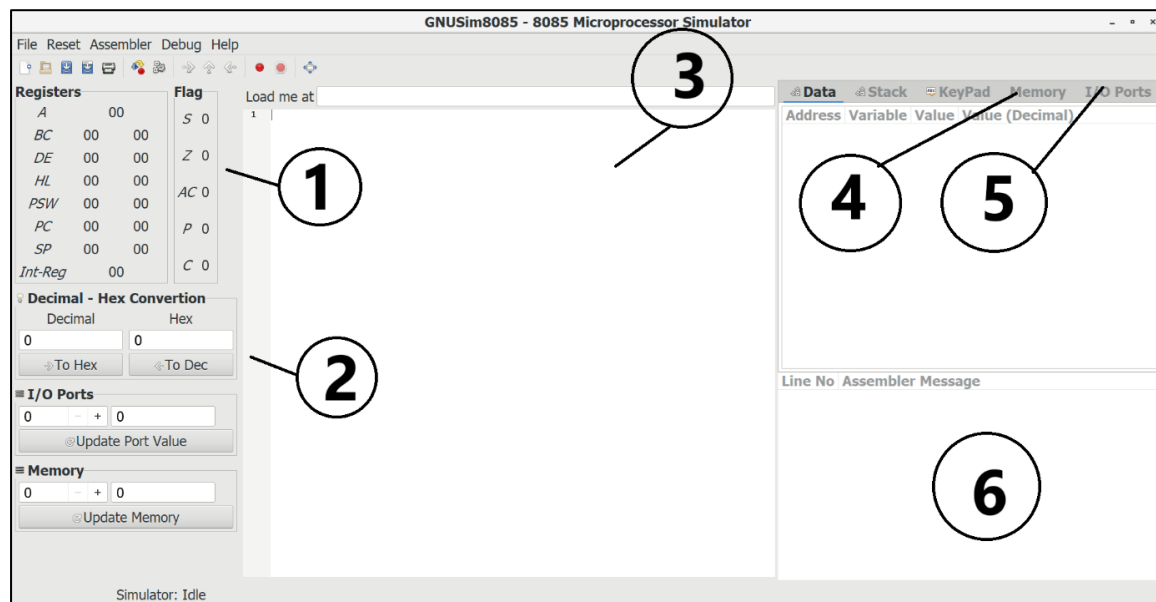 GNUSim8085 - 8085 Microprocessor Simulator
File Reset Assembler Debug Help
Registers
A 00
BC 00 00
DE 00 00
HL 00 00
PSW 00 00
PC 00 00
SP 00 00
Int-Reg 00
Flag
S 0
Z 0
AC 0
P 0
C 0
Decimal - Hex Convertion
Decimal Hex
0 0
To Hex To Dec
I/O Ports
0 - + 0
Update Port Value
Memory
0 - + 0
Update Memory
Simulator: Idle
Load me at
1
1
2
3
Data Stack KeyPad Memory I/O Ports
Address Variable Value Value (Decimal)
4
5
Line No Assembler Message
6